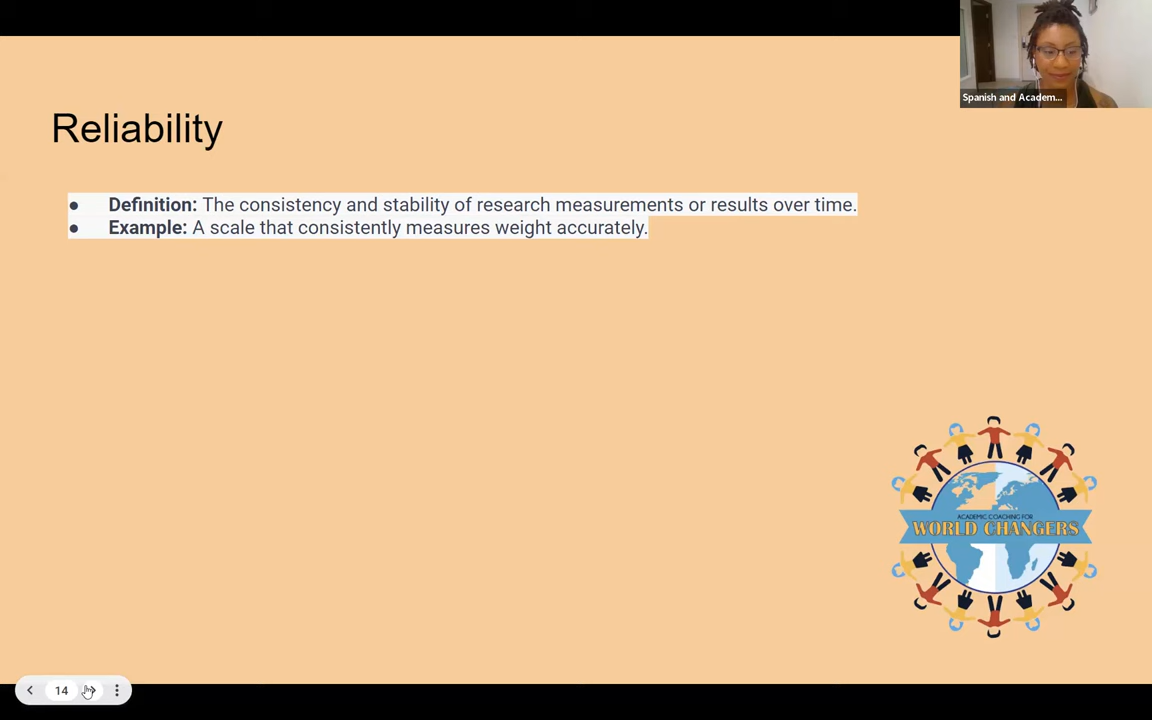 Spanish and Academ...
Reliability
● Definition: The consistency and stability of research measurements or results over time.
● Example: A scale that consistently measures weight accurately.
ACADEMIC COACHING FOR
WORLD CHANGERS
14